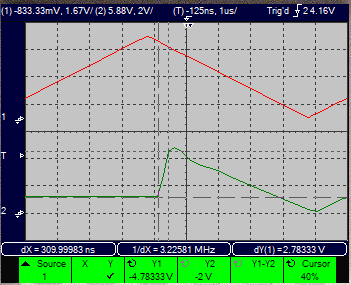 (1) -833.33mV, 1.67V/ (2) 5.88V, 2V/ (T) -125ns, 1us/ Trig'd 2 4.16V
1
T
2
dX = 309.99983 ns 1/dX = 3.22581 MHz dY(1) = 2.78333 V
Source X Y Y1 Y2 Y1-Y2 Cursor
1 ✓ -4.78333 V -2 V 40%